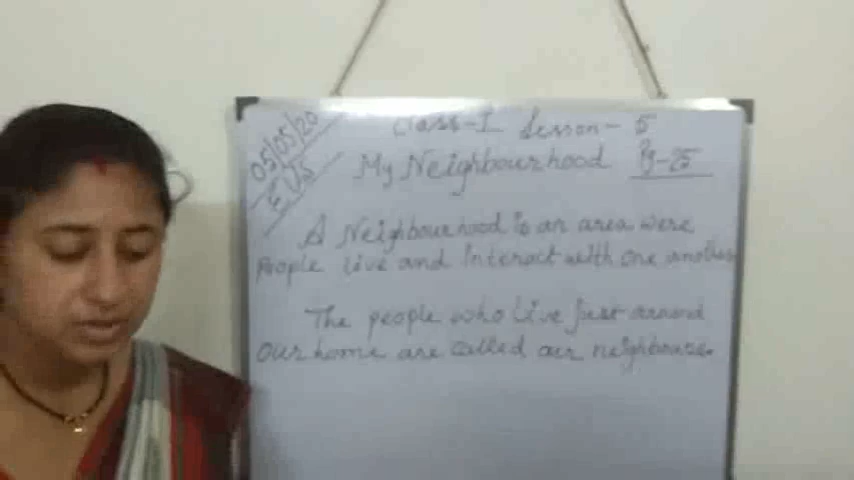 05/05/20
EVS
Class-I Lesson-5
My Neighbourhood Pg-25
A Neighbourhood is an area were
People live and Interact with one another
The people who live just around
Our home are called our neighbours.